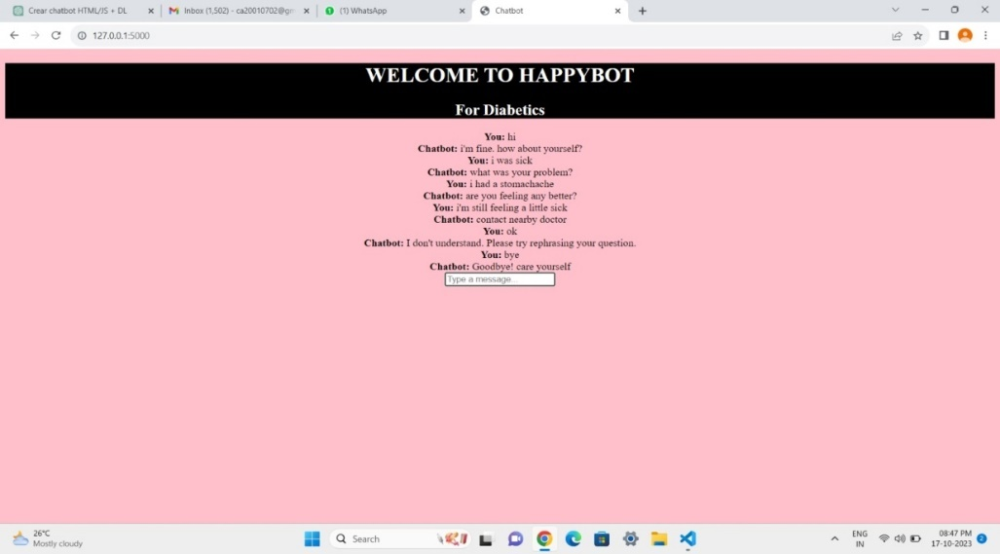 Crear chatbot HTML/JS + DL
Inbox (1,502) - ca20010702@gm
1
(1) WhatsApp
Chatbot
127.0.0.1:5000
WELCOME TO HAPPYBOT
For Diabetics
You: hi
Chatbot: i'm fine. how about yourself?
You: i was sick
Chatbot: what was your problem?
You: i had a stomachache
Chatbot: are you feeling any better?
You: i'm still feeling a little sick
Chatbot: contact nearby doctor
You: ok
Chatbot: I don't understand. Please try rephrasing your question.
You: bye
Chatbot: Goodbye! care yourself
Type a message...
26°C
Mostly cloudy
Search
ENG
IN
08:47 PM
17-10-2023
2